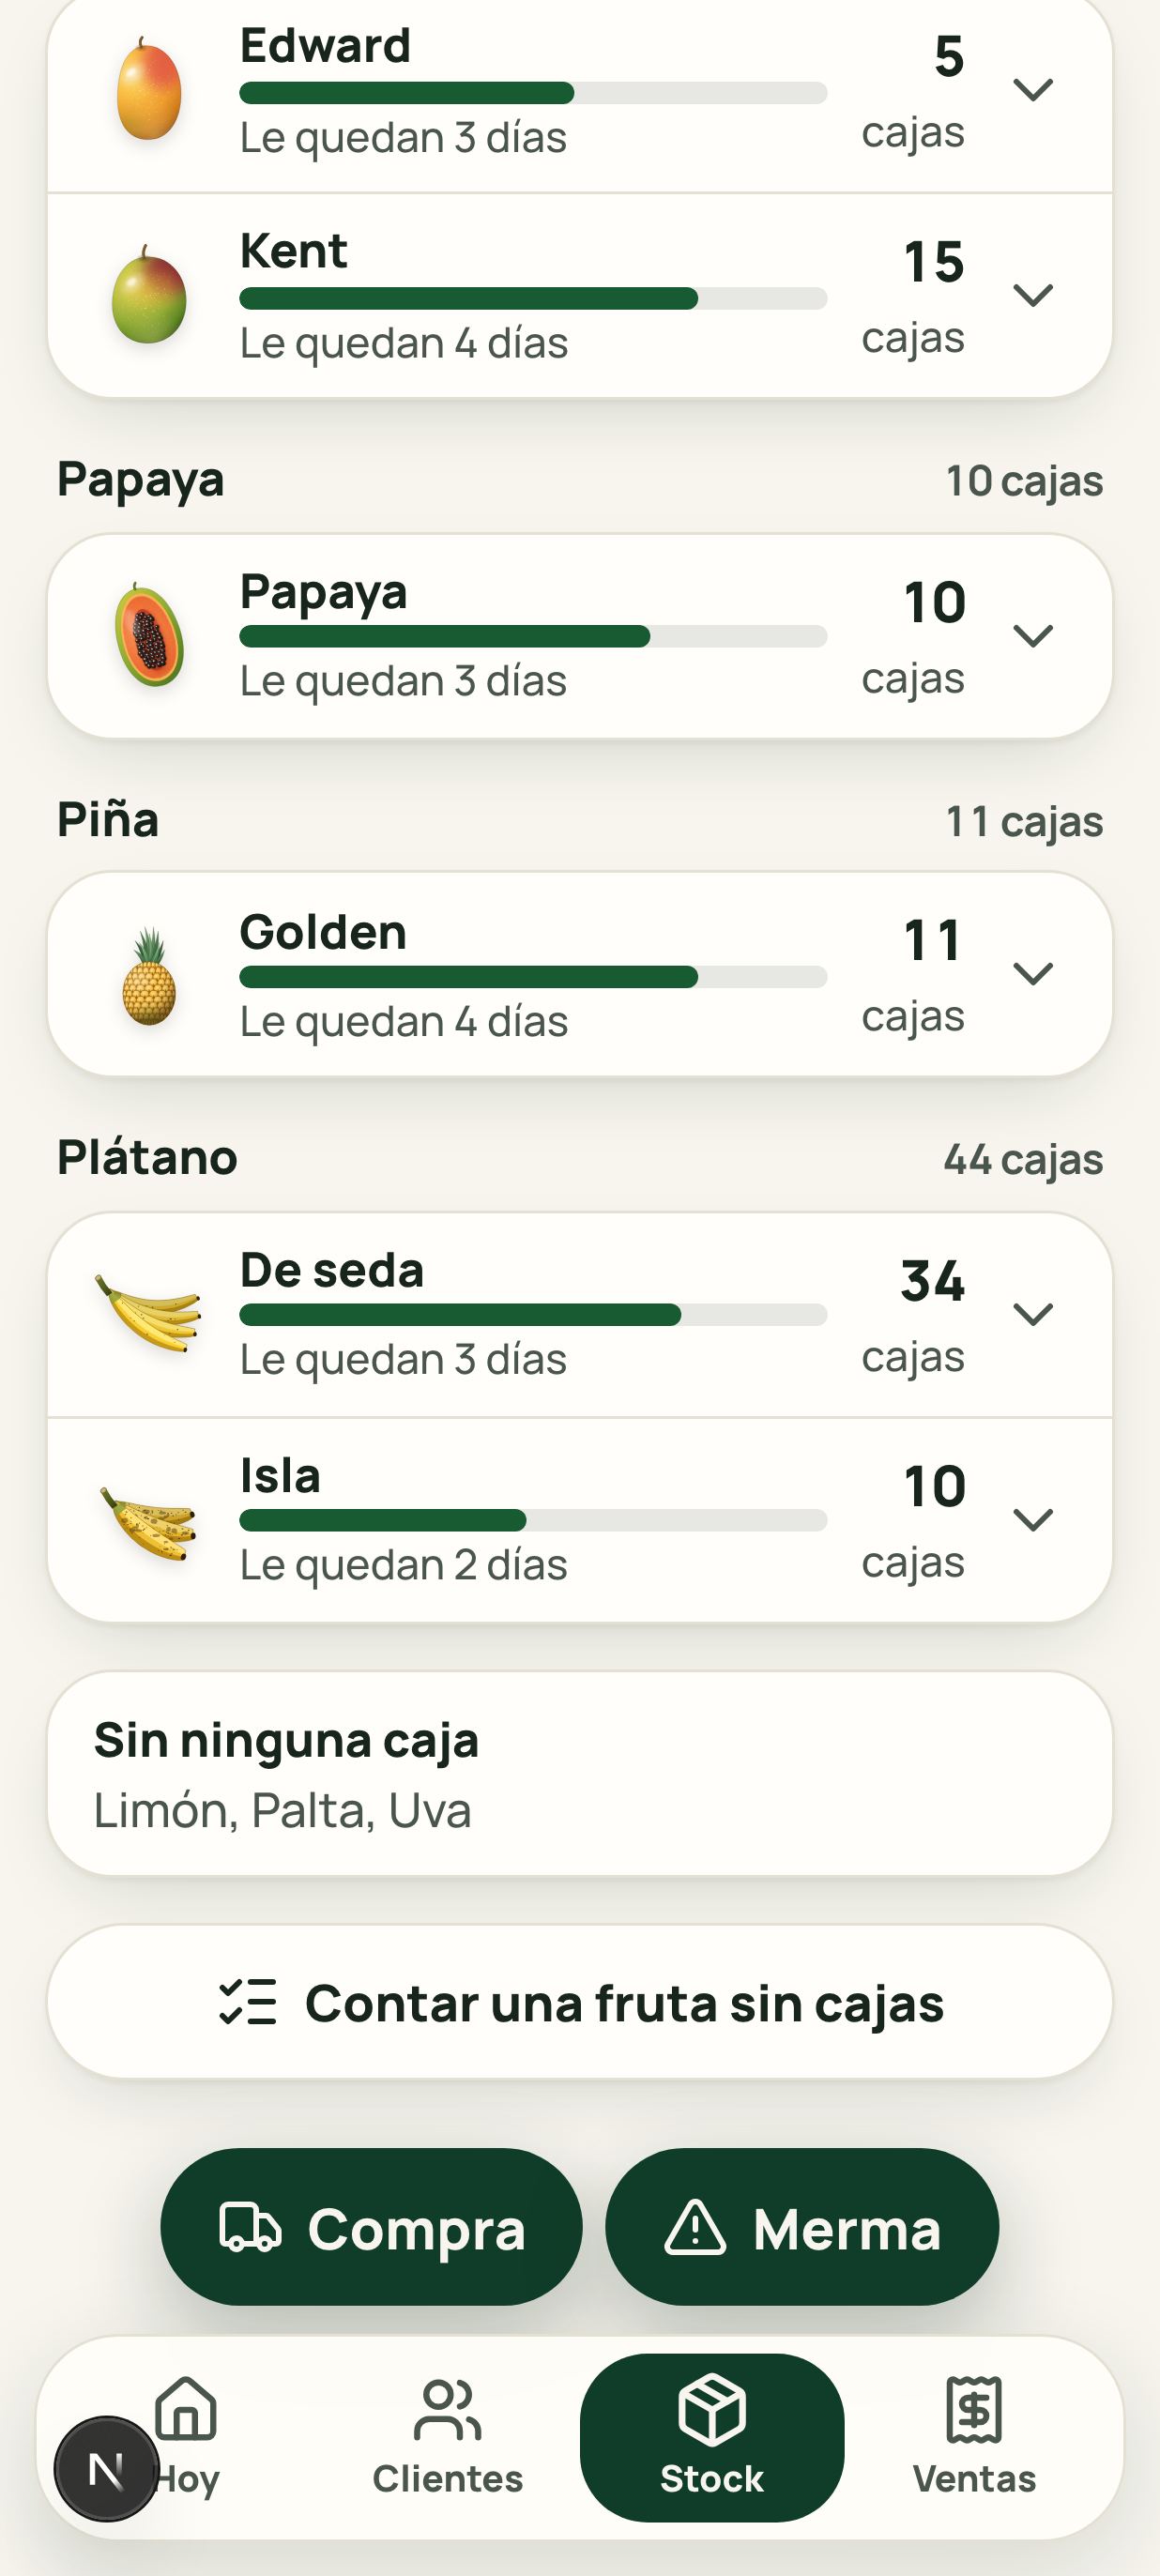 Edward
5
Le quedan 3 días
cajas
Kent
15
Le quedan 4 días
cajas
Papaya
10 cajas
Papaya
10
Le quedan 3 días
cajas
Piña
11 cajas
Golden
11
Le quedan 4 días
cajas
Plátano
44 cajas
De seda
34
Le quedan 3 días
cajas
Isla
10
Le quedan 2 días
cajas
Sin ninguna caja
Limón, Palta, Uva
Contar una fruta sin cajas
Compra
Merma
N
Hoy
Clientes
Stock
Ventas